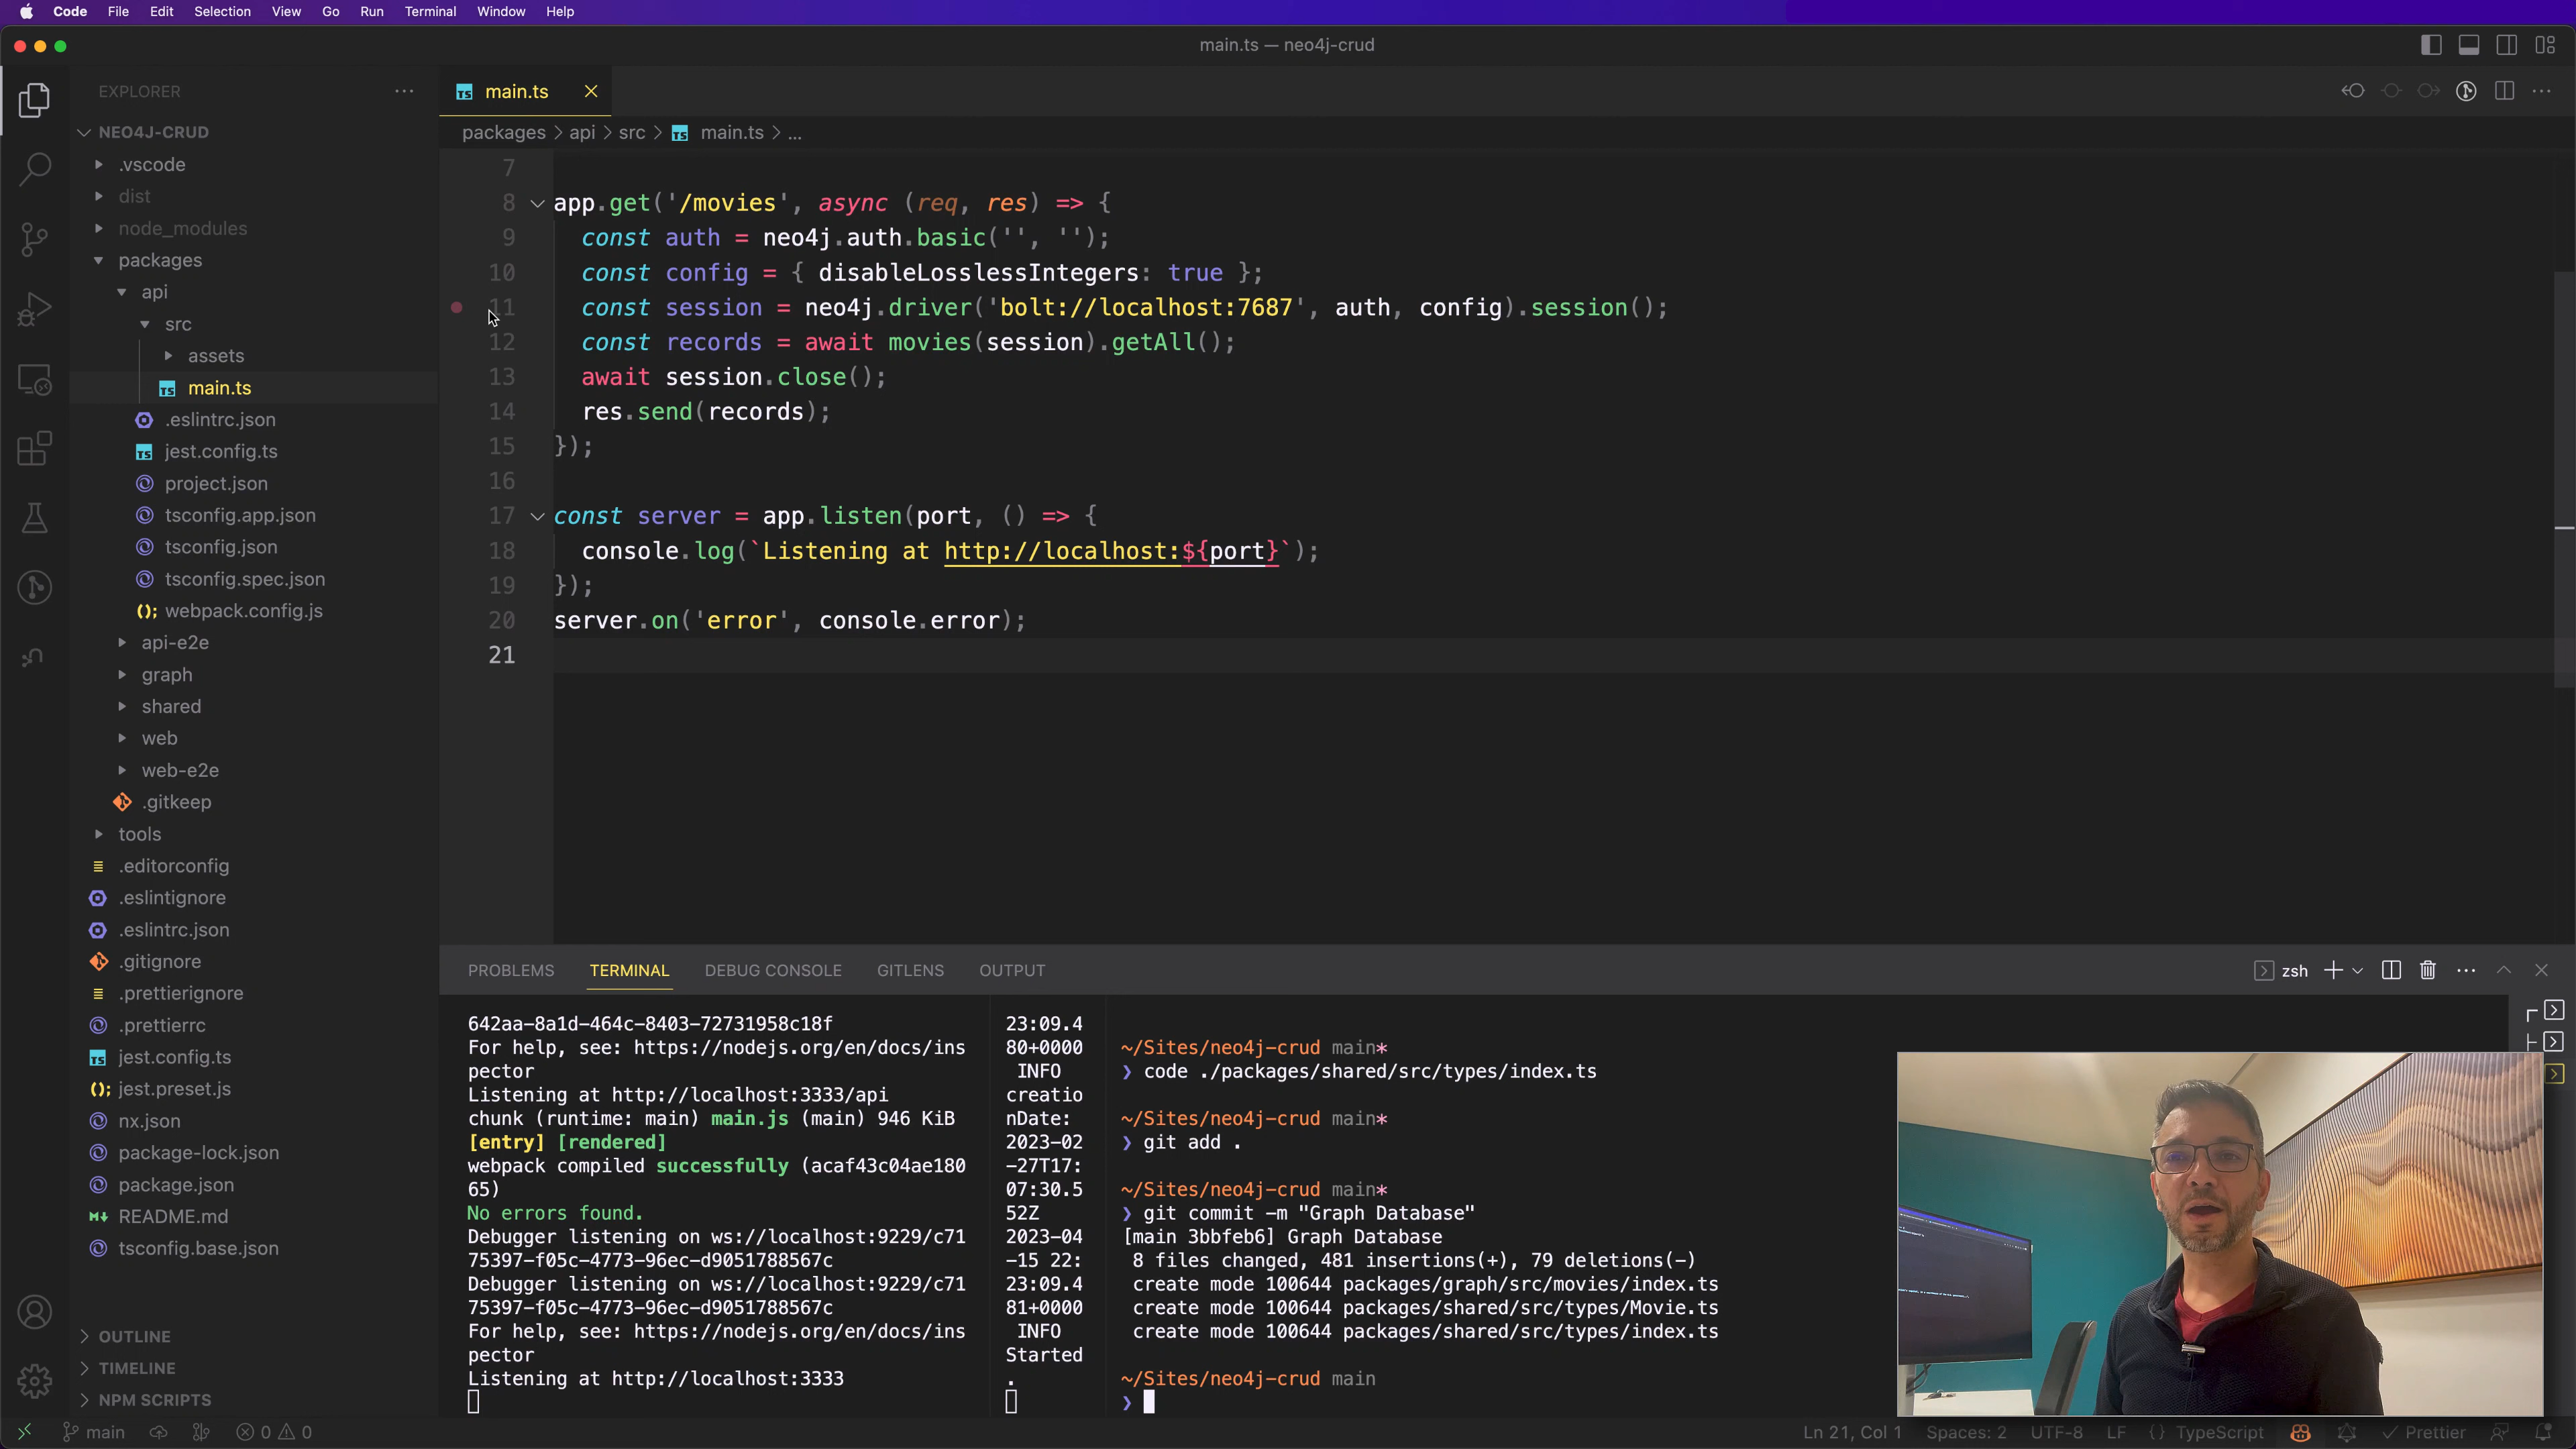 Code File Edit Selection View Go Run Terminal Window Help
main.ts — neo4j-crud
EXPLORER
NEO4J-CRUD
.vscode
dist
node_modules
packages
api
src
assets
main.ts
.eslintrc.json
jest.config.ts
project.json
tsconfig.app.json
tsconfig.json
tsconfig.spec.json
webpack.config.js
api-e2e
graph
shared
web
web-e2e
.gitkeep
tools
.editorconfig
.eslintignore
.eslintrc.json
.gitignore
.prettierignore
.prettierrc
jest.config.ts
jest.preset.js
nx.json
package-lock.json
package.json
README.md
tsconfig.base.json
OUTLINE
TIMELINE
NPM SCRIPTS
main.ts
packages > api > src > main.ts > ...
7
8 app.get('/movies', async (req, res) => {
9 const auth = neo4j.auth.basic('', '');
10 const config = { disableLosslessIntegers: true };
11 const session = neo4j.driver('bolt://localhost:7687', auth, config).session();
12 const records = await movies(session).getAll();
13 await session.close();
14 res.send(records);
15 });
16
17 const server = app.listen(port, () => {
18 console.log(`Listening at http://localhost:${port}`);
19 });
20 server.on('error', console.error);
21
PROBLEMS TERMINAL DEBUG CONSOLE GITLENS OUTPUT
zsh
642aa-8a1d-464c-8403-72731958c18f
For help, see: https://nodejs.org/en/docs/ins
pector
Listening at http://localhost:3333/api
chunk (runtime: main) main.js (main) 946 KiB
[entry] [rendered]
webpack compiled successfully (acaf43c04ae180
65)
No errors found.
Debugger listening on ws://localhost:9229/c71
75397-f05c-4773-96ec-d9051788567c
Debugger listening on ws://localhost:9229/c71
75397-f05c-4773-96ec-d9051788567c
For help, see: https://nodejs.org/en/docs/ins
pector
Listening at http://localhost:3333
23:09.4
80+0000
INFO
creatio
nDate:
2023-02
-27T17:
07:30.5
52Z
2023-04
-15 22:
23:09.4
81+0000
INFO
Started
.
~/Sites/neo4j-crud main*
❯ code ./packages/shared/src/types/index.ts
~/Sites/neo4j-crud main*
❯ git add .
~/Sites/neo4j-crud main*
❯ git commit -m "Graph Database"
[main 3bbfeb6] Graph Database
8 files changed, 481 insertions(+), 79 deletions(-)
create mode 100644 packages/graph/src/movies/index.ts
create mode 100644 packages/shared/src/types/Movie.ts
create mode 100644 packages/shared/src/types/index.ts
~/Sites/neo4j-crud main
❯
main 0 0 Ln 21, Col 1 Spaces: 2 UTF-8 LF {} TypeScript Prettier